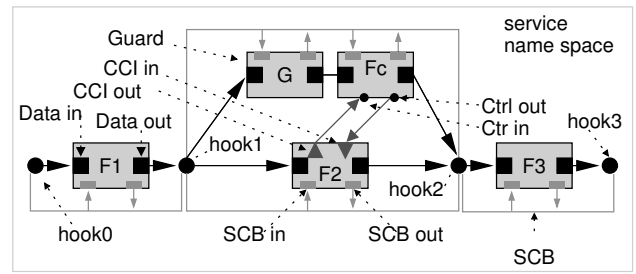 service
name space
Guard
CCI in
CCI out
G
Fc
Ctrl out
Ctr in
Data in
Data out
hook1
hook3
F1
F2
hook2
F3
hook0
SCB in
SCB out
SCB